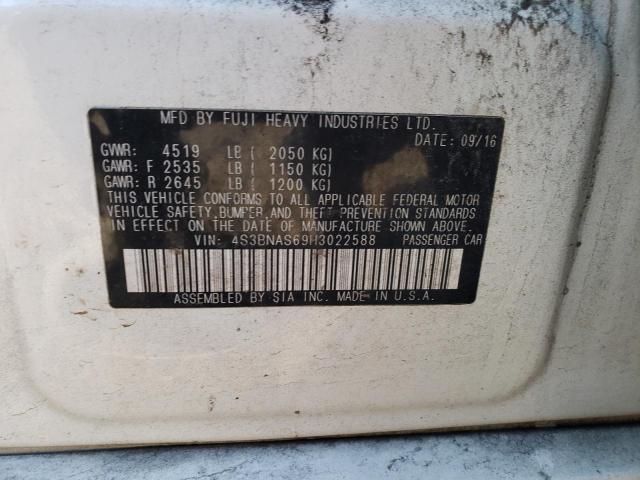 MFD BY FUJI HEAVY INDUSTRIES LTD.
DATE: 09/16
GVWR: 4519 LB ( 2050 KG)
GAWR: F 2535 LB ( 1150 KG)
GAWR: R 2645 LB ( 1200 KG)
THIS VEHICLE CONFORMS TO ALL APPLICABLE FEDERAL MOTOR
VEHICLE SAFETY, BUMPER, AND THEFT PREVENTION STANDARDS
IN EFFECT ON THE DATE OF MANUFACTURE SHOWN ABOVE.
VIN: 4S3BNAS69H3022588 PASSENGER CAR
ASSEMBLED BY SIA INC. MADE IN U.S.A.